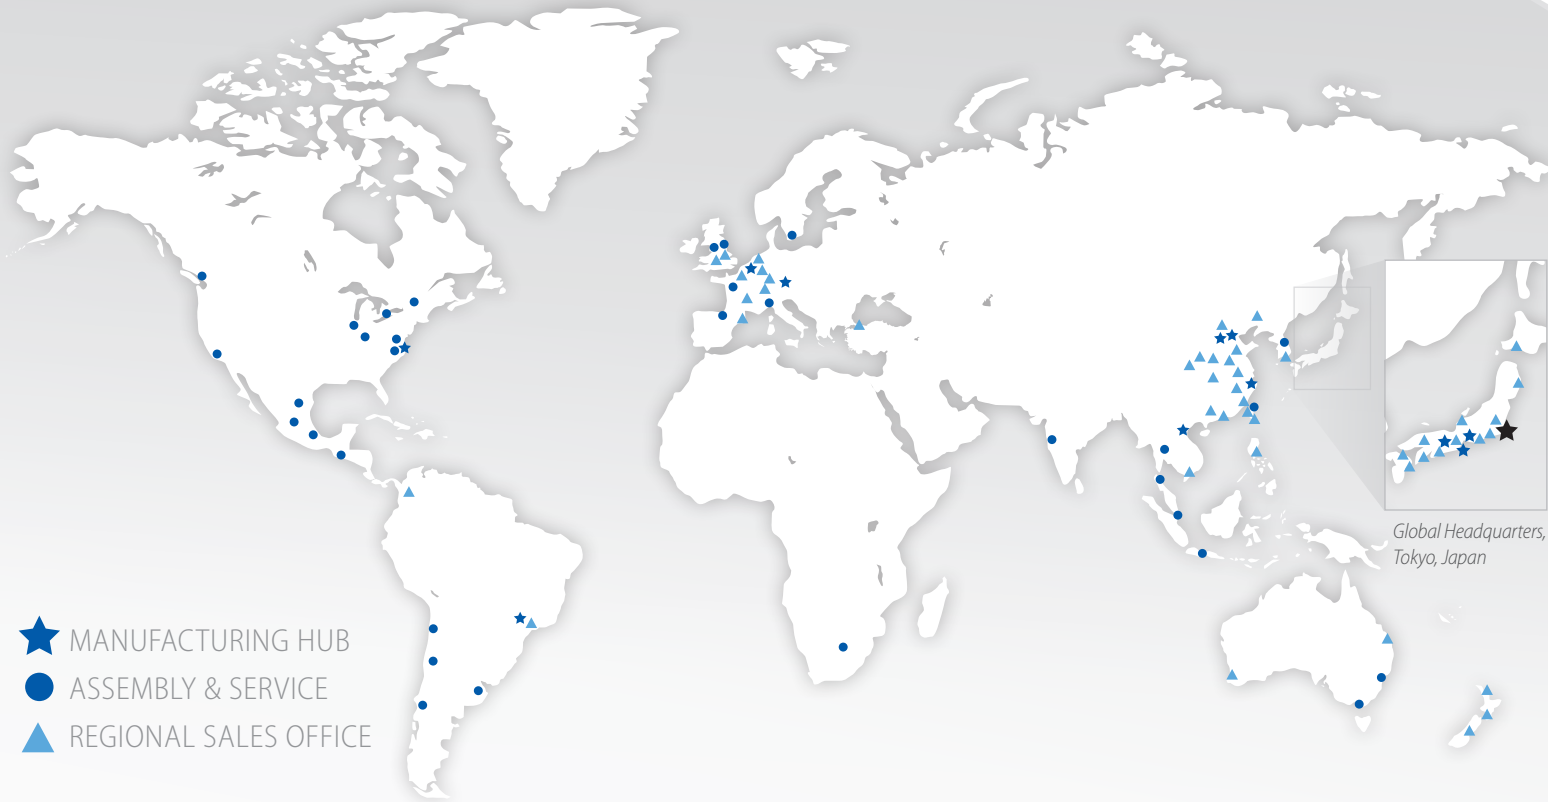 MANUFACTURING HUB
ASSEMBLY & SERVICE
REGIONAL SALES OFFICE
Global Headquarters,
Tokyo, Japan